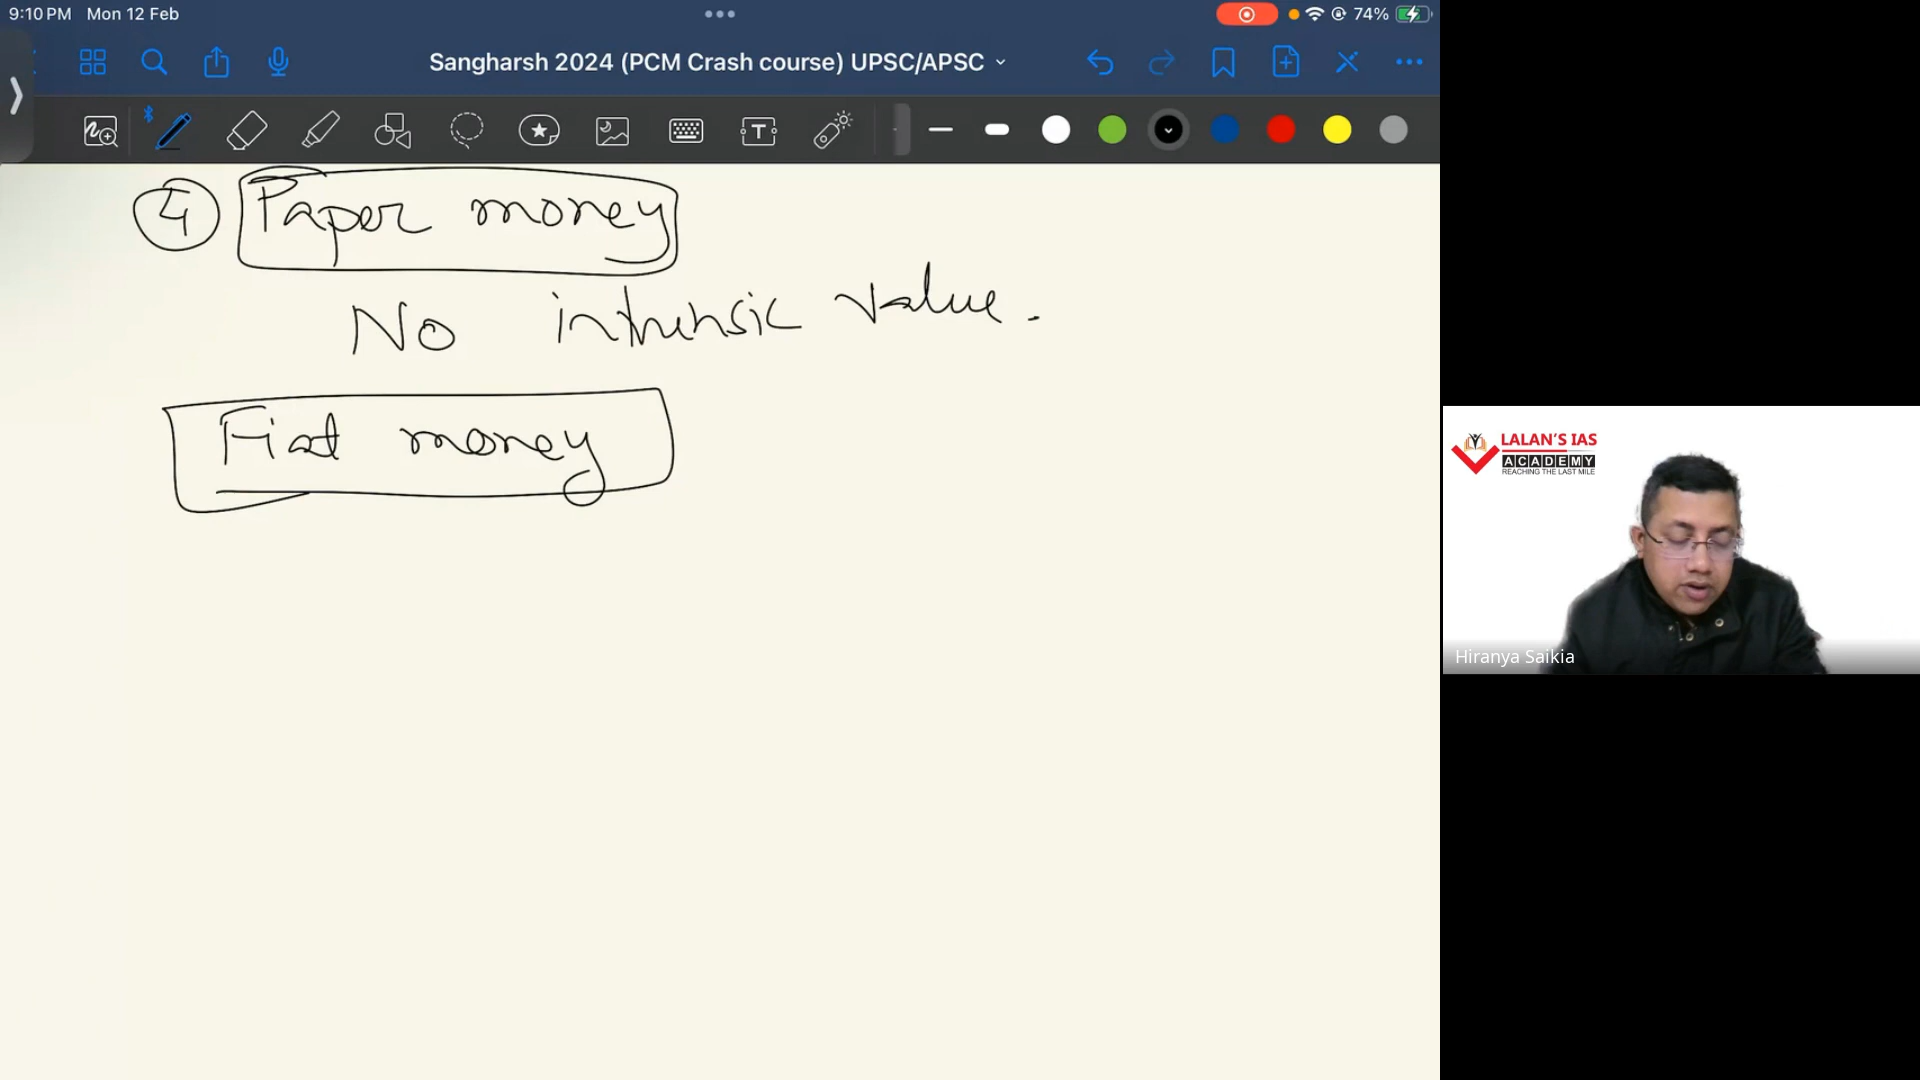 9:10 PM Mon 12 Feb
74%
Sangharsh 2024 (PCM Crash course) UPSC/APSC
T
4 Paper money
No intrinsic value.
Fiat money
LALAN'S IAS
ACADEMY
REACHING THE LAST MILE
Hiranya Saikia